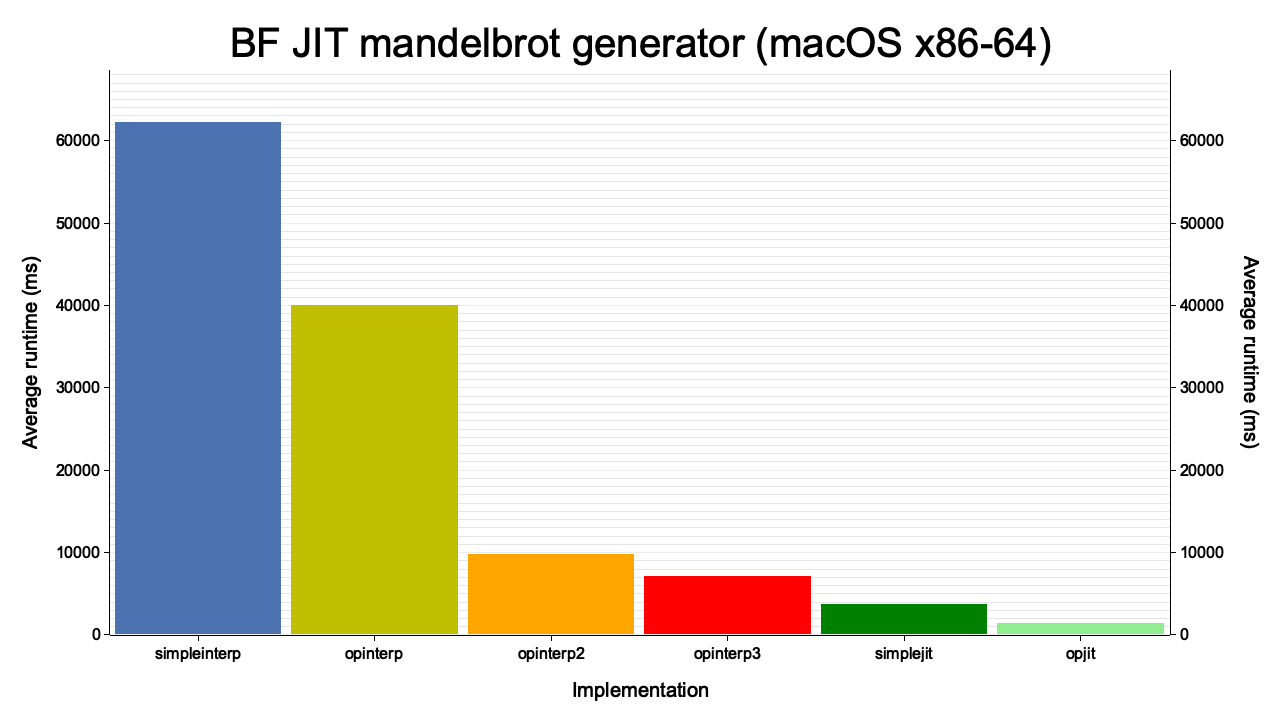 BF JIT mandelbrot generator (macOS x86-64)
Average runtime (ms)
60000
50000
40000
30000
20000
10000
0
60000
50000
40000
30000
20000
10000
0
Average runtime (ms)
simpleinterp opinterp opinterp2 opinterp3 simplejit opjit
Implementation